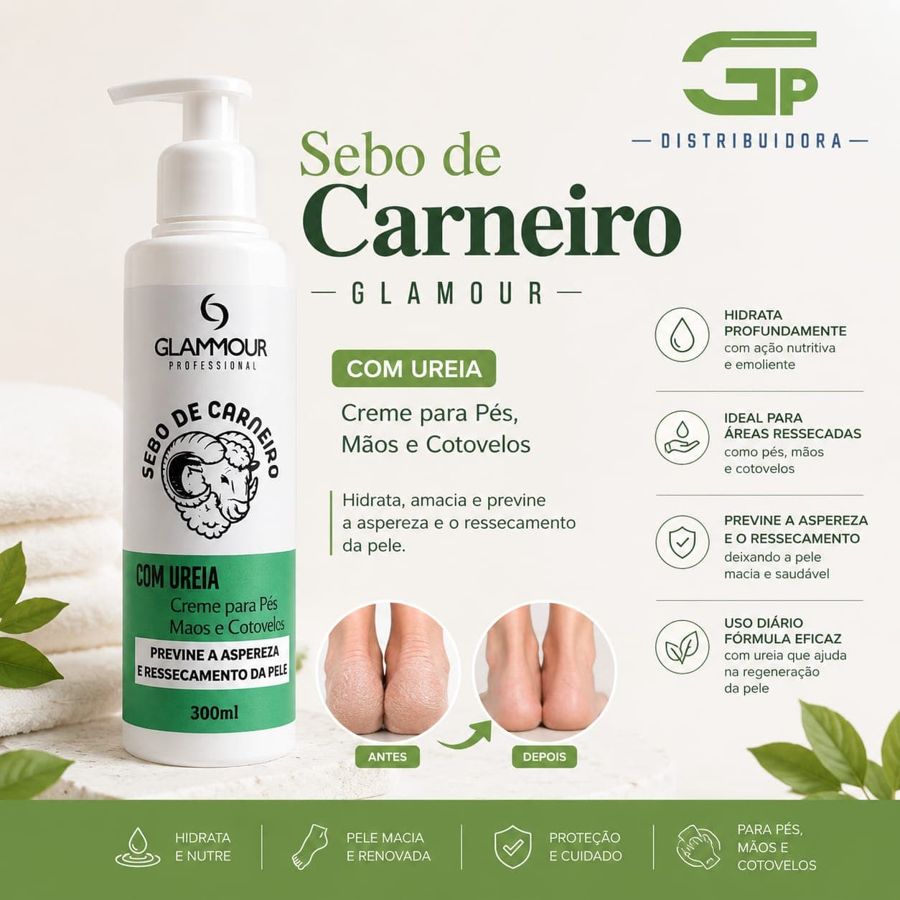 GP
DISTRIBUIDORA
Sebo de
Carneiro
GLAMOUR
COM UREIA
Creme para Pés,
Mãos e Cotovelos
Hidrata, amacia e previne
a aspereza e o ressecamento
da pele.
HIDRATA
PROFUNDAMENTE
com ação nutritiva
e emoliente
IDEAL PARA
ÁREAS RESSECADAS
como pés, mãos
e cotovelos
PREVINE A ASPEREZA
E O RESSECAMENTO
deixando a pele
macia e saudável
USO DIÁRIO
FÓRMULA EFICAZ
com ureia que ajuda
na regeneração
da pele
GLAMMOUR
PROFESSIONAL
SEBO DE CARNEIRO
COM UREIA
Creme para Pés
Maos e Cotovelos
PREVINE A ASPEREZA
E RESSECAMENTO DA PELE
300ml
ANTES
DEPOIS
HIDRATA
E NUTRE
PELE MACIA
E RENOVADA
PROTEÇÃO
E CUIDADO
PARA PÉS,
MÃOS E
COTOVELOS